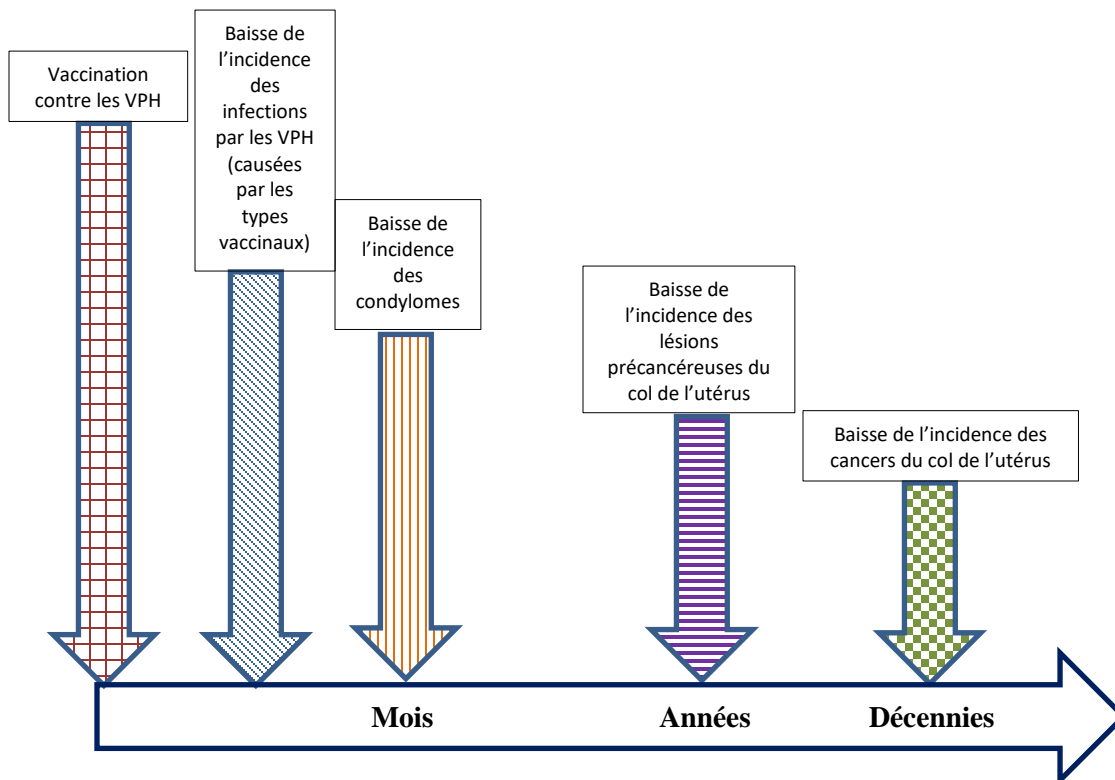 Vaccination
contre les VPH
Baisse de
l’incidence
des
infections
par les VPH
(causées
par les
types
vaccinaux)
Baisse de
l’incidence
des
condylomes
Baisse de
l’incidence des
lésions
précancéreuses du
col de l’utérus
Baisse de l’incidence des
cancers du col de l’utérus
Mois
Années
Décennies